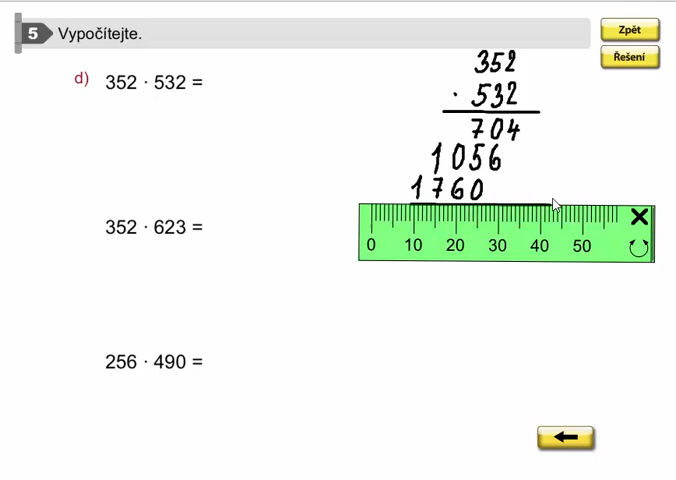 5 Vypočítejte.
Zpět
Řešení
d) 352 · 532 =
352
· 532
704
1056
1760
0 10 20 30 40 50
352 · 623 =
256 · 490 =